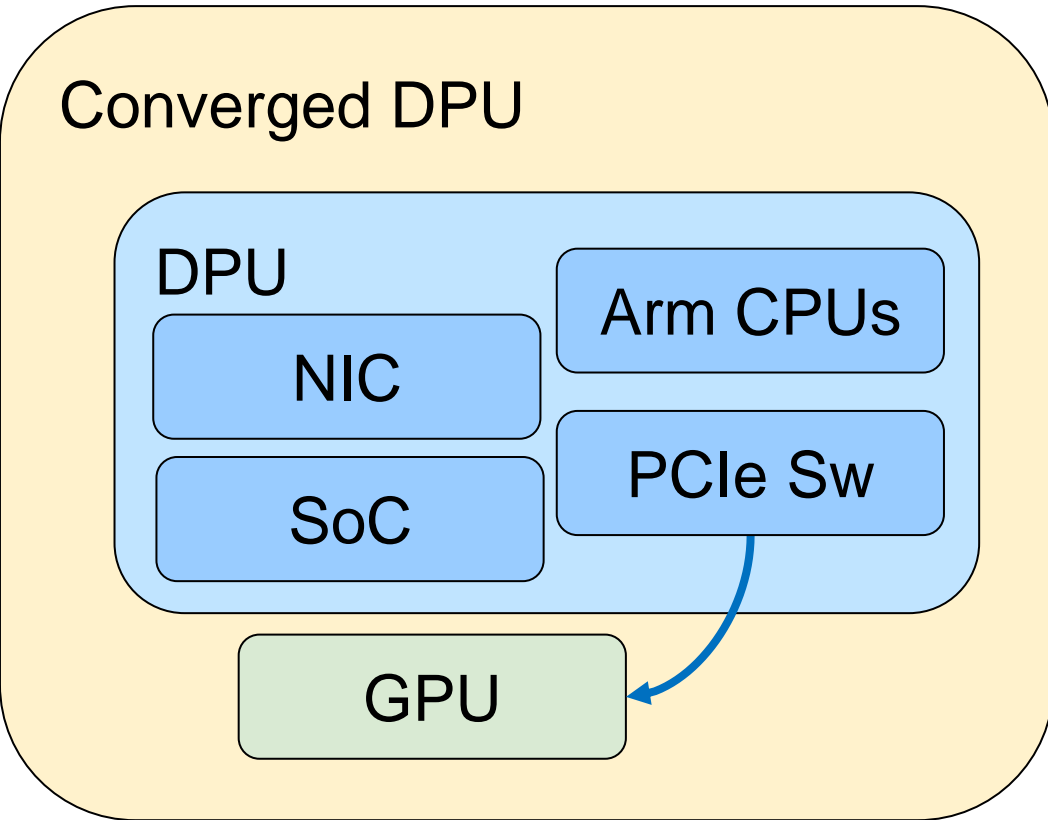 Converged DPU
DPU
NIC
SoC
Arm CPUs
PCIe Sw
GPU